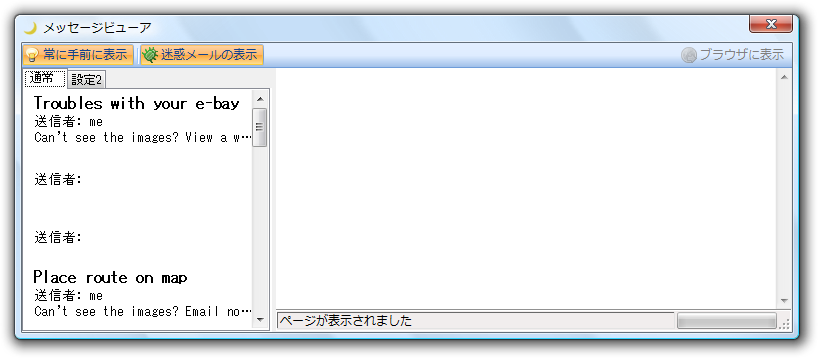 メッセージビューア
常に手前に表示 迷惑メールの表示 ブラウザに表示
通常 設定2
Troubles with your e-bay
送信者: me
Can't see the images? View a w…
送信者:
送信者:
Place route on map
送信者: me
Can't see the images? Email no…
ページが表示されました